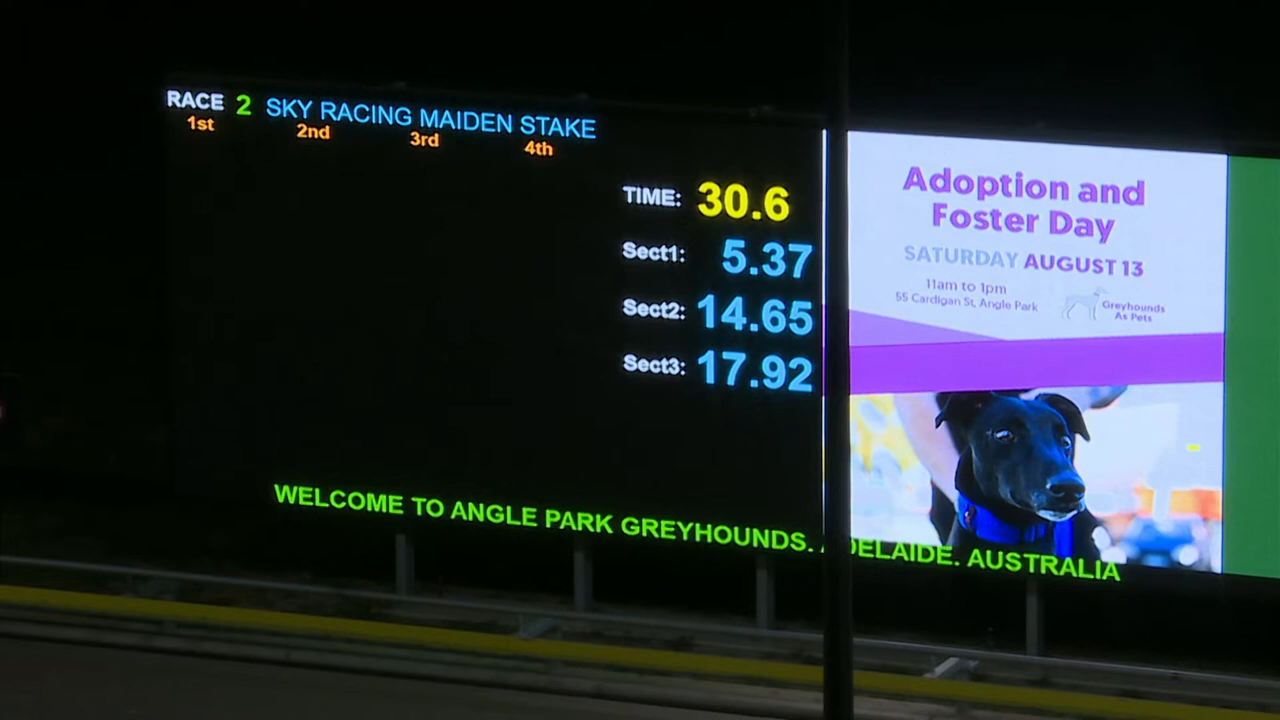 RACE 2 SKY RACING MAIDEN STAKE
1st 2nd 3rd 4th
TIME: 30.6
Sect1: 5.37
Sect2: 14.65
Sect3: 17.92
WELCOME TO ANGLE PARK GREYHOUNDS. ADELAIDE. AUSTRALIA
Adoption and
Foster Day
SATURDAY AUGUST 13
11am to 1pm
55 Cardigan St, Angle Park
Greyhounds
As Pets